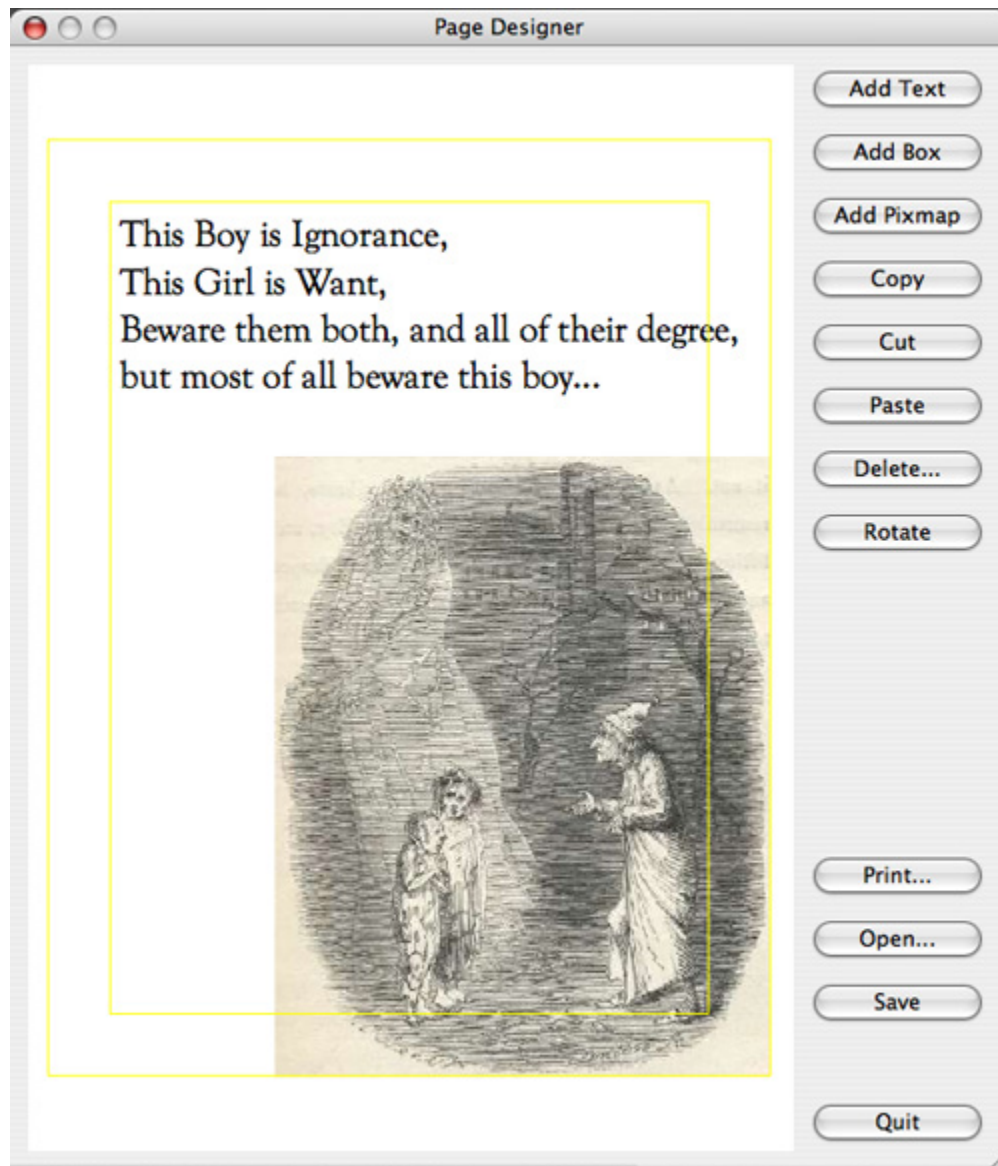 Page Designer
Add Text
Add Box
Add Pixmap
Copy
Cut
Paste
Delete...
Rotate
Print...
Open...
Save
Quit
This Boy is Ignorance,
This Girl is Want,
Beware them both, and all of their degree,
but most of all beware this boy...